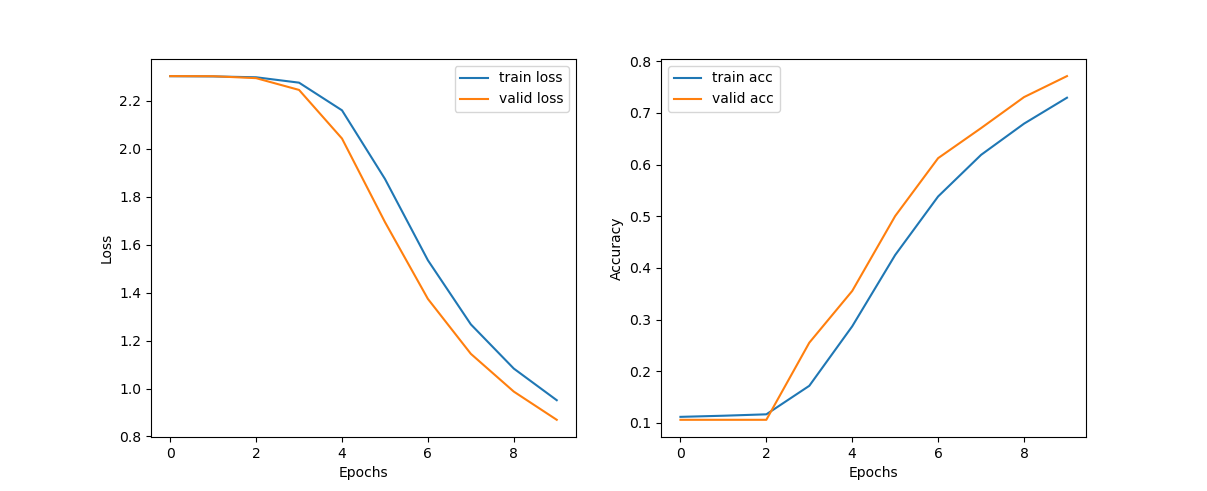 train loss
valid loss
2.2
2.0
1.8
1.6
1.4
1.2
1.0
0.8
Loss
0 2 4 6 8
Epochs
train acc
valid acc
0.8
0.7
0.6
0.5
0.4
0.3
0.2
0.1
Accuracy
0 2 4 6 8
Epochs